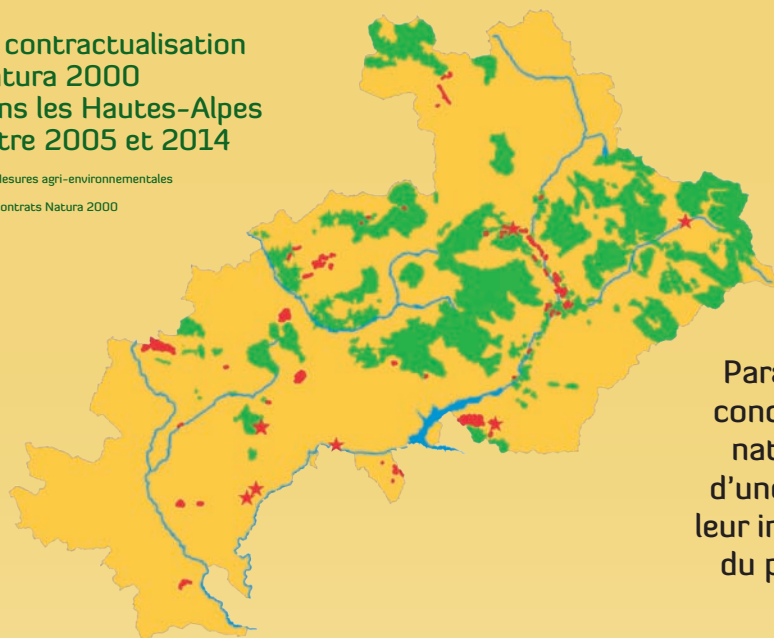 contractualisation
atura 2000
ns les Hautes-Alpes
tre 2005 et 2014
esures agri-environnementales
ontrats Natura 2000
Para
conc
nat
d'une
leur in
du p